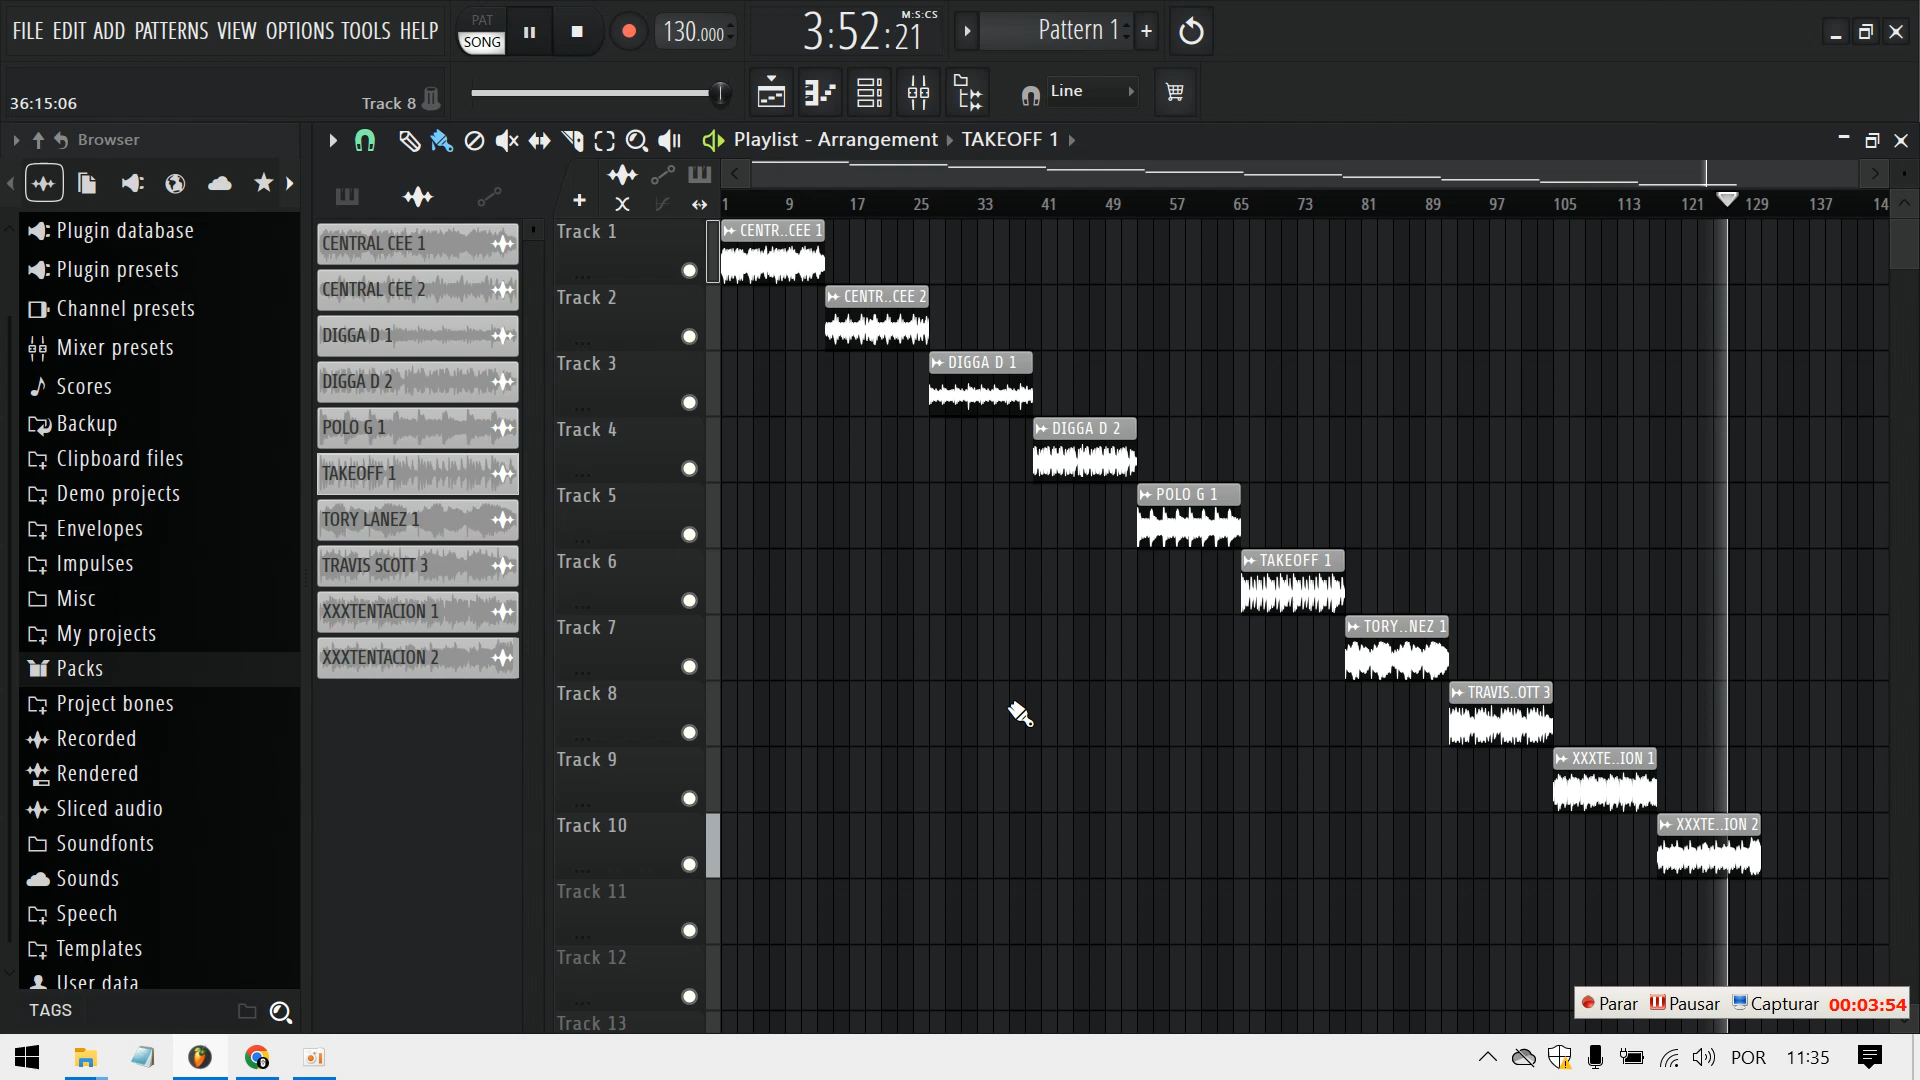 FILE EDIT ADD PATTERNS VIEW OPTIONS TOOLS HELP
PAT
SONG
130.000
3:52:21
M:S:CS
Pattern 1
+
36:15:06
Track 8
Line
Browser
Playlist - Arrangement
TAKEOFF 1
1 9 17 25 33 41 49 57 65 73 81 89 97 105 113 121 129 137 14
Plugin database
Plugin presets
Channel presets
Mixer presets
Scores
Backup
Clipboard files
Demo projects
Envelopes
Impulses
Misc
My projects
Packs
Project bones
Recorded
Rendered
Sliced audio
Soundfonts
Sounds
Speech
Templates
User data
TAGS
CENTRAL CEE 1
CENTRAL CEE 2
DIGGA D 1
DIGGA D 2
POLO G 1
TAKEOFF 1
TORY LANEZ 1
TRAVIS SCOTT 3
XXXTENTACION 1
XXXTENTACION 2
Track 1
CENTR..CEE 1
Track 2
CENTR..CEE 2
Track 3
DIGGA D 1
Track 4
DIGGA D 2
Track 5
POLO G 1
Track 6
TAKEOFF 1
Track 7
TORY..NEZ 1
Track 8
TRAVIS..OTT 3
Track 9
XXXTE..ION 1
Track 10
XXXTE..ION 2
Track 11
Track 12
Track 13
Parar Pausar Capturar 00:03:54
POR 11:35